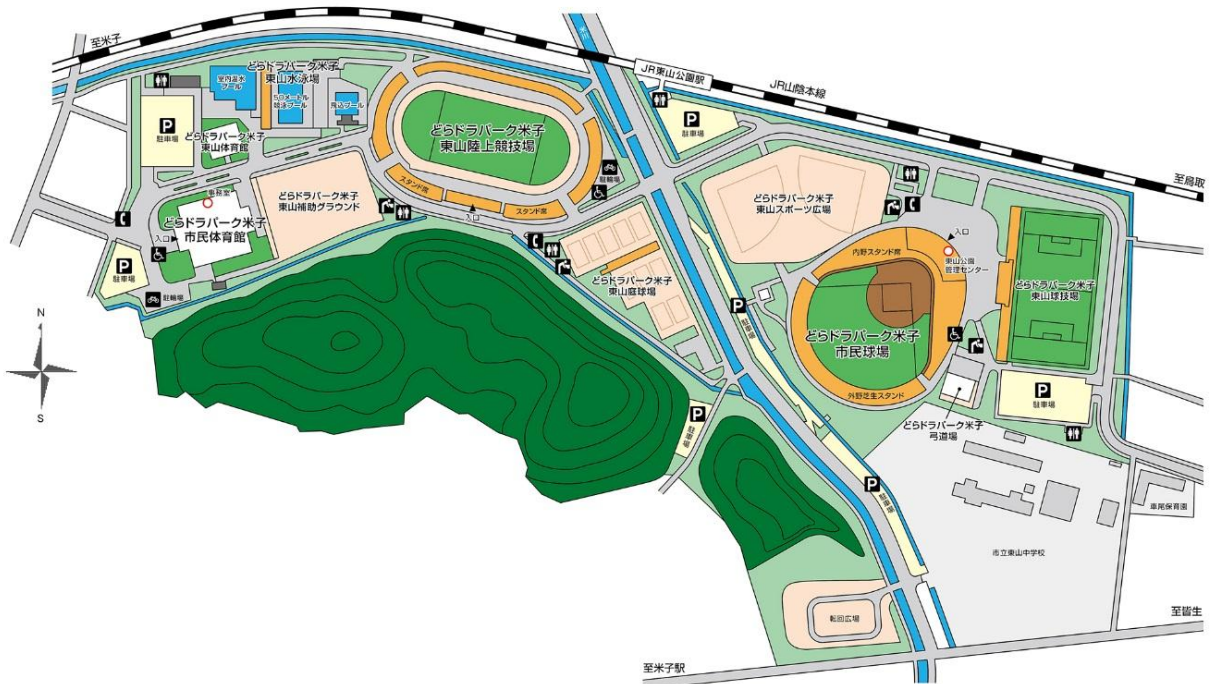 至米子
米川
JR東山公園駅
JR山陰本線
至鳥取
どらドラパーク米子
東山水泳場
室内温水
プール
50メートル
競泳プール
飛込プール
P
駐車場
どらドラパーク米子
東山体育館
どらドラパーク米子
東山陸上競技場
スタンド席
スタンド席
入口
駐輪場
P
駐車場
事務室
どらドラパーク米子
市民体育館
入口
どらドラパーク米子
東山補助グラウンド
P
駐車場
駐輪場
どらドラパーク米子
東山庭球場
どらドラパーク米子
東山スポーツ広場
入口
内野スタンド席
東山公園
管理センター
どらドラパーク米子
東山球技場
どらドラパーク米子
市民球場
外野芝生スタンド
P
駐車場
P
駐車場
どらドラパーク米子
弓道場
P
駐車場
P
駐車場
車尾保育園
市立東山中学校
転回広場
至皆生
至米子駅
N
S